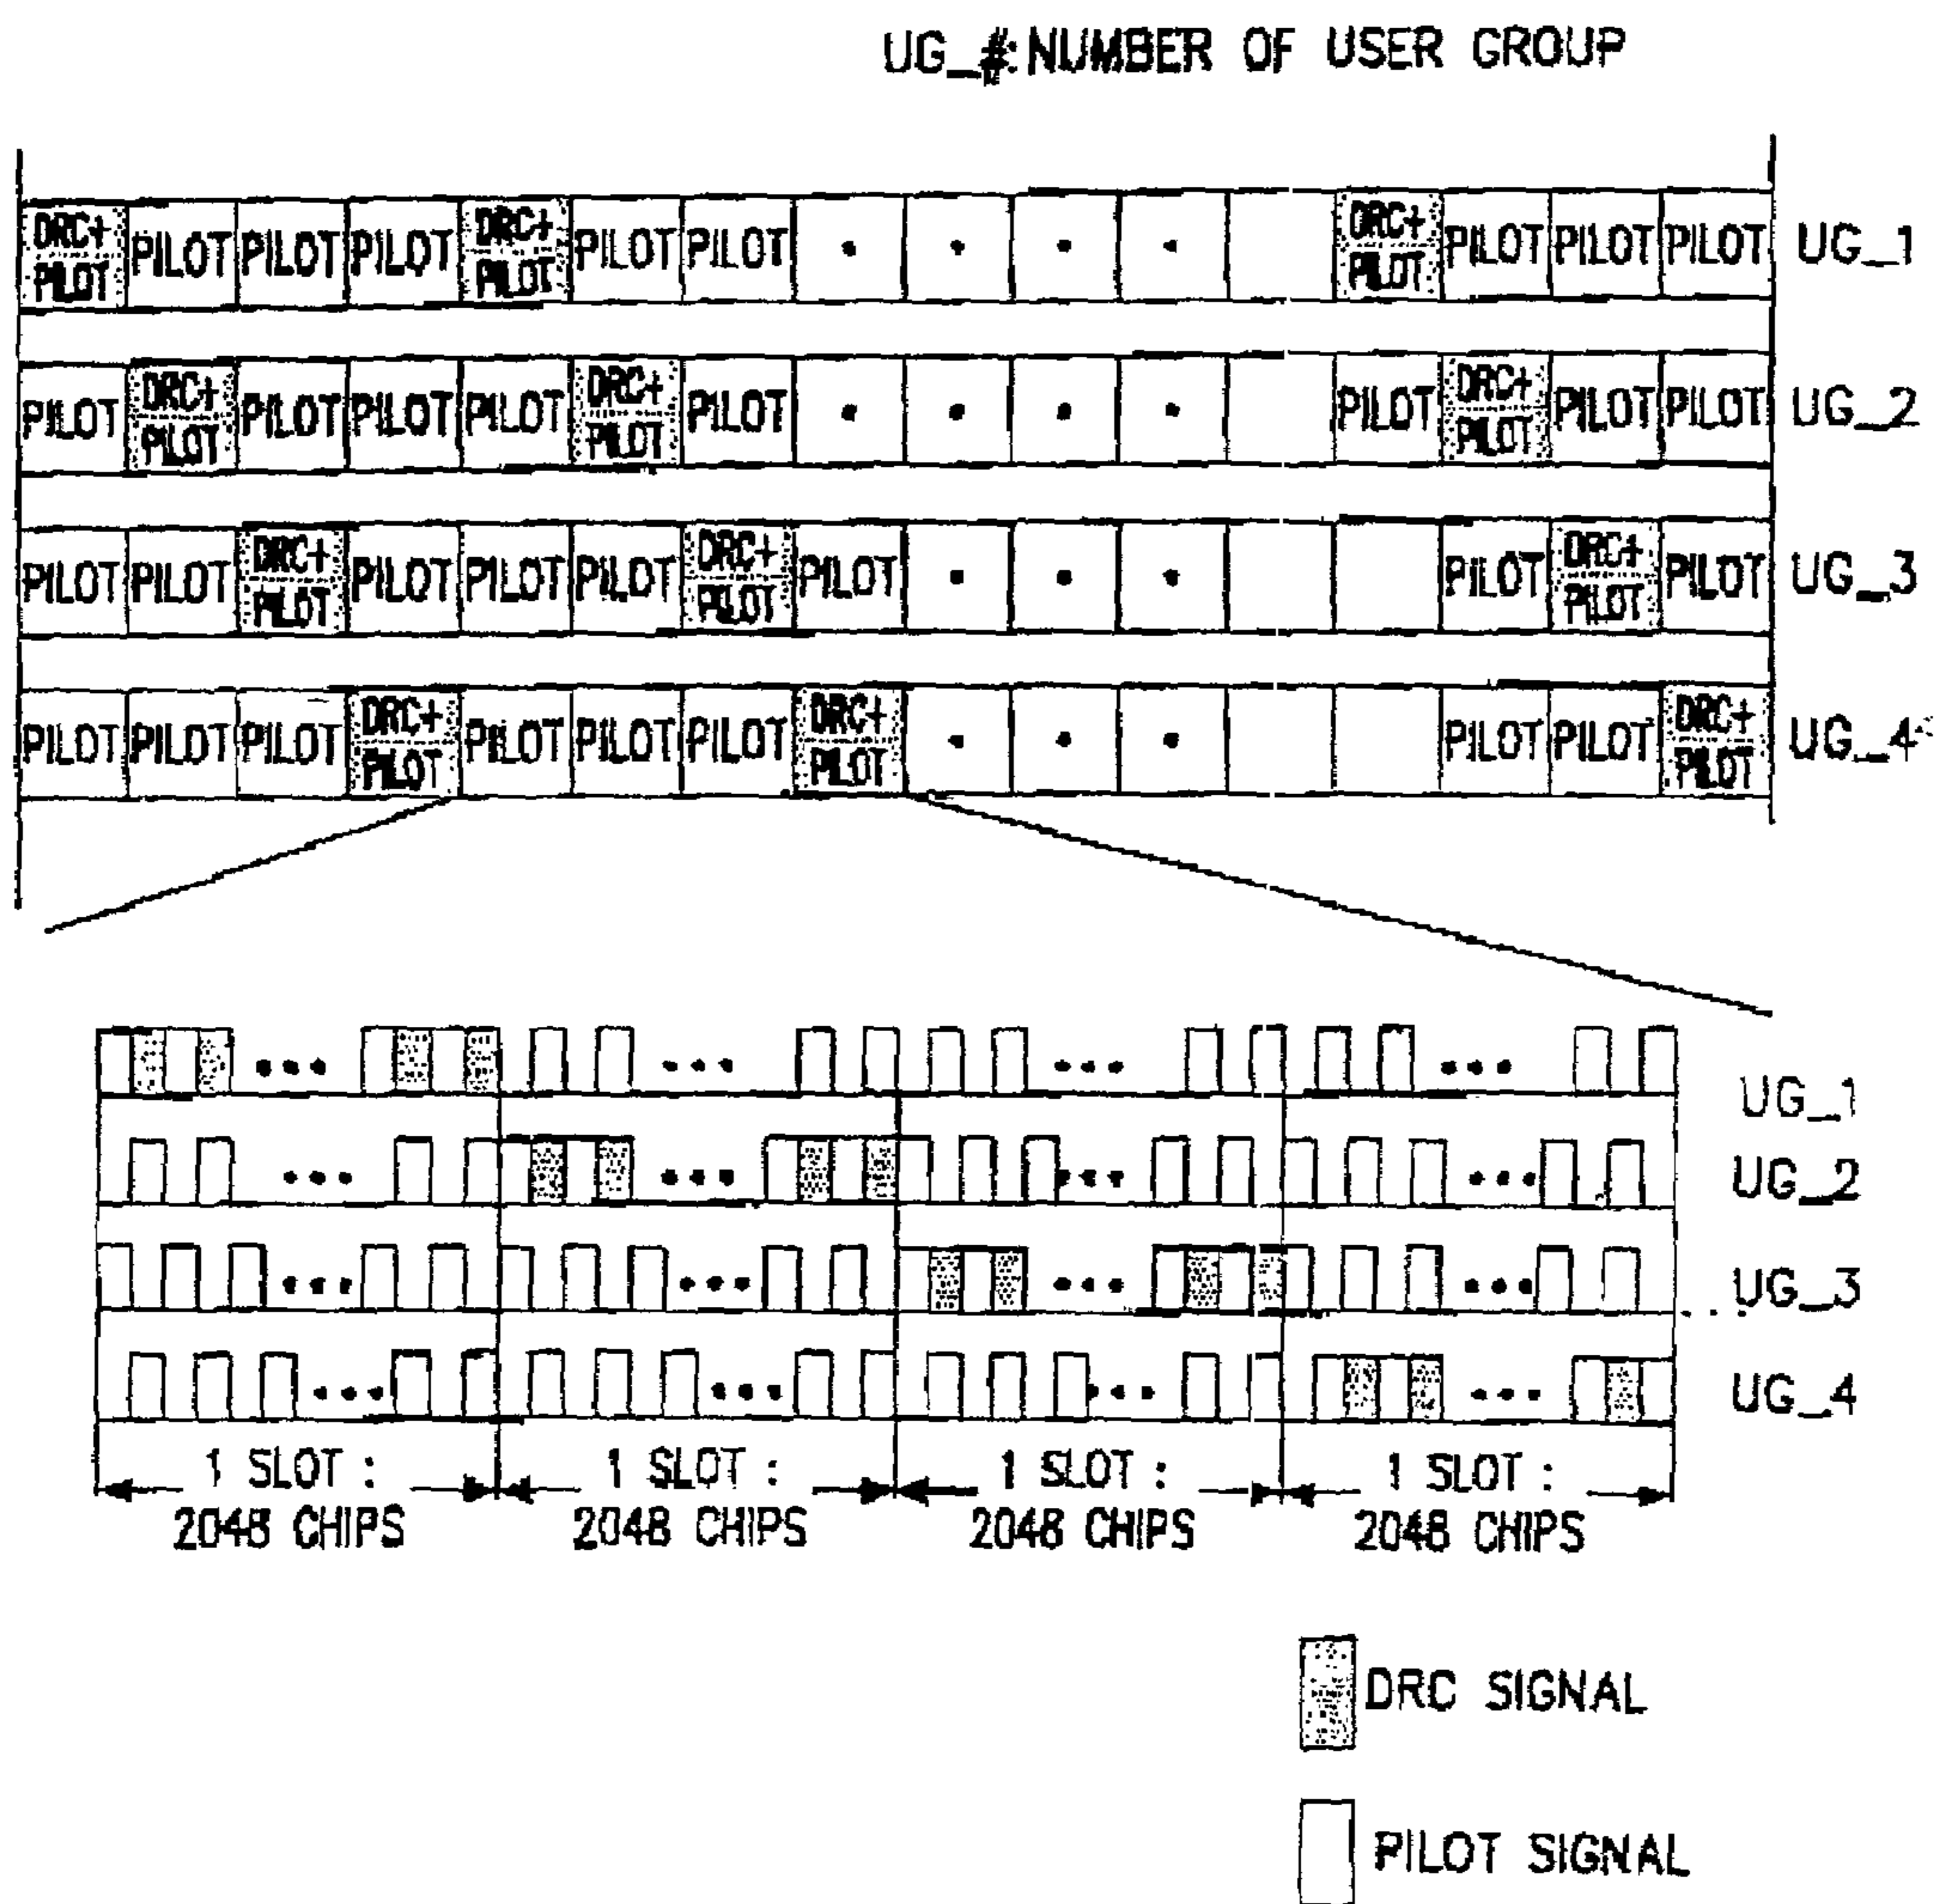 UG_#:NUMBER OF USER GROUP
DRC+ PILOT PILOT PILOT PILOT DRC+ PILOT PILOT PILOT . . . . DRC+ PILOT PILOT PILOT PILOT UG_1
PILOT DRC+ PILOT PILOT PILOT PILOT DRC+ PILOT PILOT . . . . PILOT DRC+ PILOT PILOT PILOT UG_2
PILOT PILOT DRC+ PILOT PILOT PILOT PILOT DRC+ PILOT PILOT . . . PILOT DRC+ PILOT PILOT UG_3
PILOT PILOT PILOT DRC+ PILOT PILOT PILOT PILOT DRC+ PILOT . . . PILOT PILOT DRC+ PILOT UG_4
... ... ... ... UG_1
... ... ... ... UG_2
... ... ... ... UG_3
... ... ... ... UG_4
1 SLOT : 1 SLOT : 1 SLOT : 1 SLOT :
2048 CHIPS 2048 CHIPS 2048 CHIPS 2048 CHIPS
DRC SIGNAL
PILOT SIGNAL